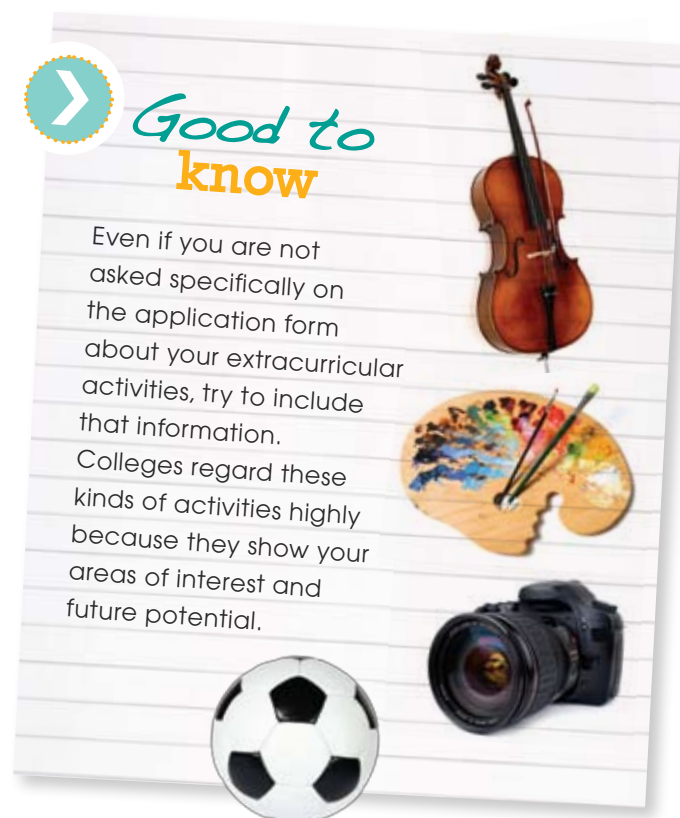 Good to
know
Even if you are not
asked specifically on
the application form
about your extracurricular
activities, try to include
that information.
Colleges regard these
kinds of activities highly
because they show your
areas of interest and
future potential.